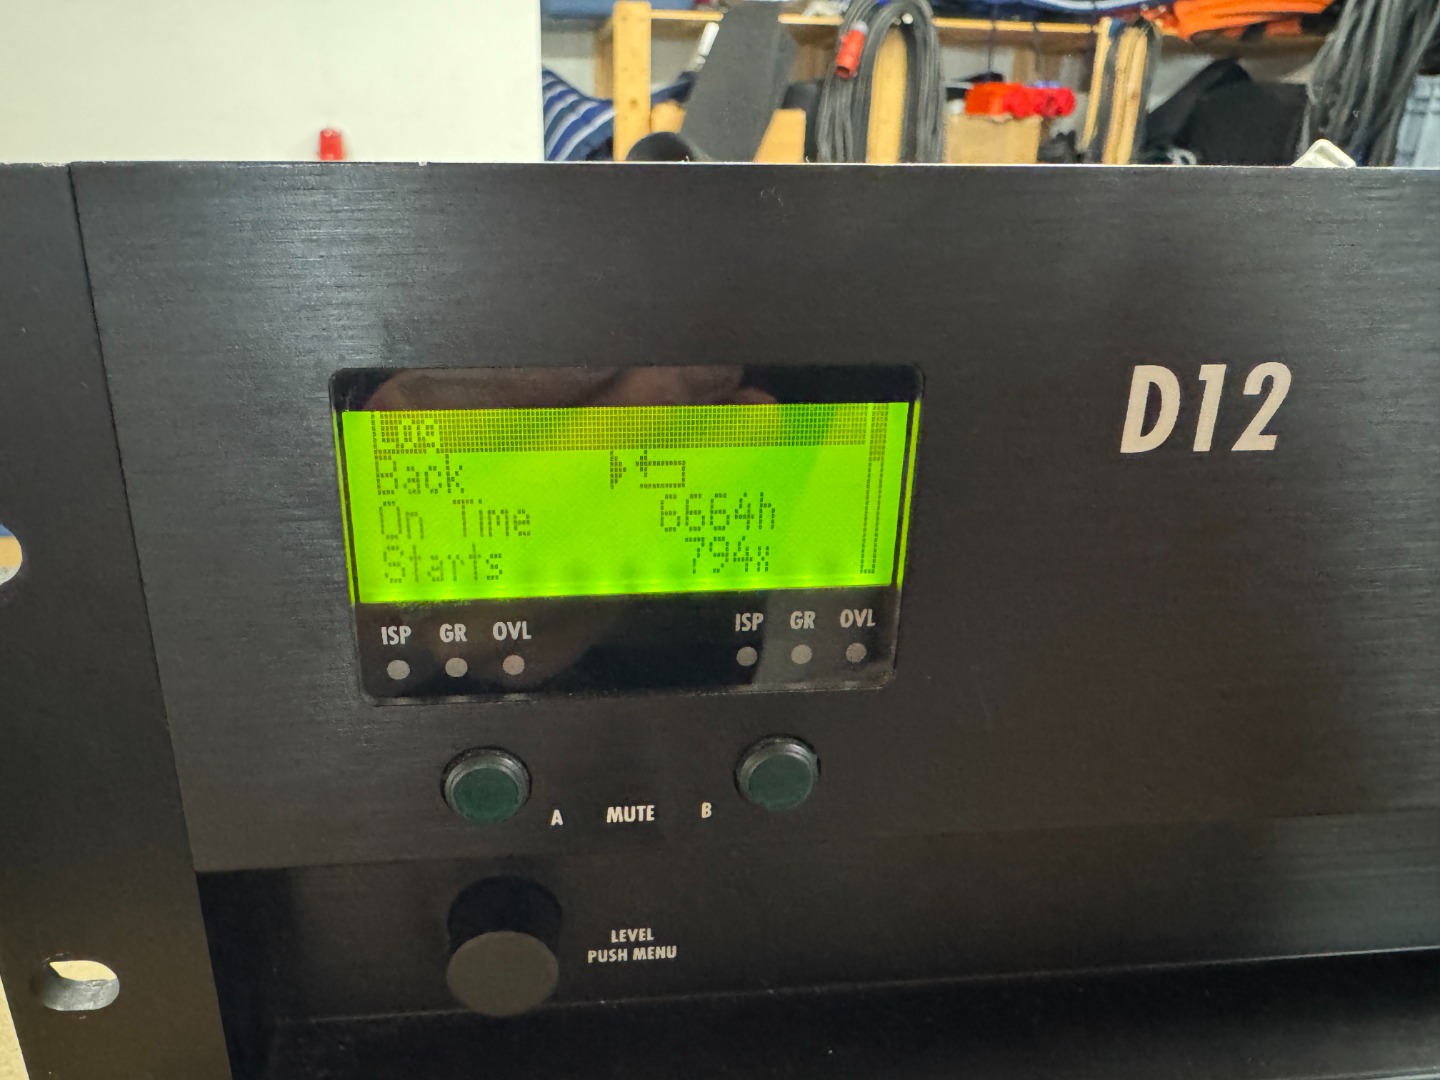 D12
Log
Back
On Time 6664h
Starts 794x
ISP GR OVL ISP GR OVL
A MUTE B
LEVEL
PUSH MENU